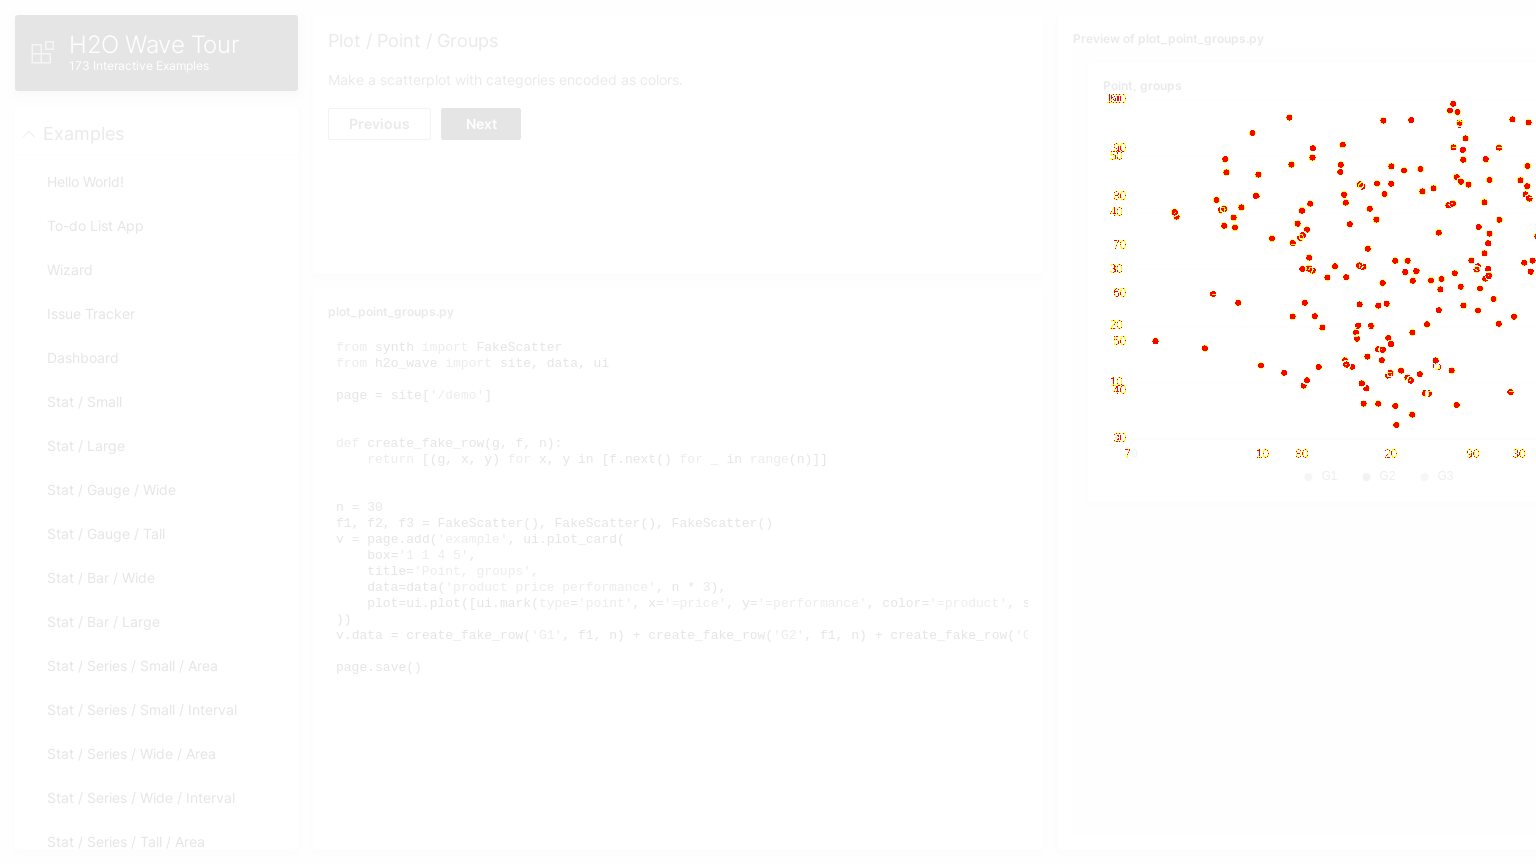 H2O Wave Tour
173 Interactive Examples
Examples
Hello World!
To-do List App
Wizard
Issue Tracker
Dashboard
Stat / Small
Stat / Large
Stat / Gauge / Wide
Stat / Gauge / Tall
Stat / Bar / Wide
Stat / Bar / Large
Stat / Series / Small / Area
Stat / Series / Small / Interval
Stat / Series / Wide / Area
Stat / Series / Wide / Interval
Stat / Series / Tall / Area
Plot / Point / Groups
Make a scatterplot with categories encoded as colors.
Previous
Next
plot_point_groups.py
from synth import FakeScatter
from h2o_wave import site, data, ui
page = site['/demo']
def create_fake_row(g, f, n):
return [(g, x, y) for x, y in [f.next() for _ in range(n)]]
n = 30
f1, f2, f3 = FakeScatter(), FakeScatter(), FakeScatter()
v = page.add('example', ui.plot_card(
box='1 1 4 5',
title='Point, groups',
data=data('product price performance', n * 3),
plot=ui.plot([ui.mark(type='point', x='=price', y='=performance', color='=product', s
))
v.data = create_fake_row('G1', f1, n) + create_fake_row('G2', f1, n) + create_fake_row('G
page.save()
Preview of plot_point_groups.py
Point, groups
90
50
80
40
70
30
60
20
50
10
40
7
10
80
20
90
30
G1
G2
G3